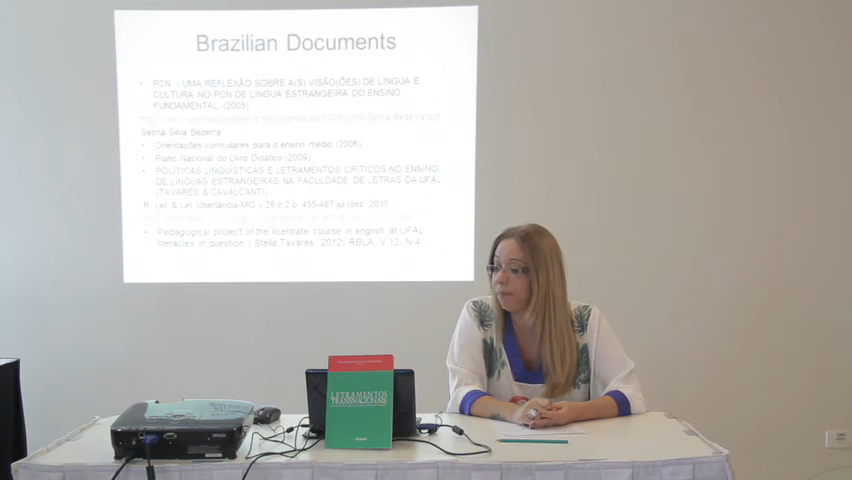 Brazilian Documents
• PCN - UMA REFLEXÃO SOBRE A(S) VISÃO(ÕES) DE LÍNGUA E
CULTURA NO PCN DE LÍNGUA ESTRANGEIRA DO ENSINO
FUNDAMENTAL (2005)
Selma Silva Bezerra
• Orientações curriculares para o ensino médio (2006)
• Plano Nacional do Livro Didático (2009)
• POLÍTICAS LINGUÍSTICAS E LETRAMENTOS CRÍTICOS NO ENSINO
DE LÍNGUAS ESTRANGEIRAS NA FACULDADE DE LETRAS DA UFAL
(TAVARES & CAVALCANTI)
R. Let. & Let. Uberlândia-MG v.26 n.2 p. 455-467 jul./dez. 2010
• Pedagogical project of the licentiate course in english at UFAL
literacies in question ( Stella Tavares, 2012) RBLA, V.12, N 4
LETRAMENTOS
TRANSNACIONAIS
EPSON